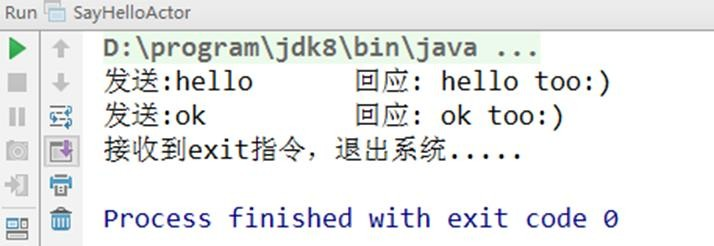 Run SayHelloActor
D:\program\jdk8\bin\java ...
发送:hello 回应: hello too:)
发送:ok 回应: ok too:)
接收到exit指令，退出系统.....
Process finished with exit code 0